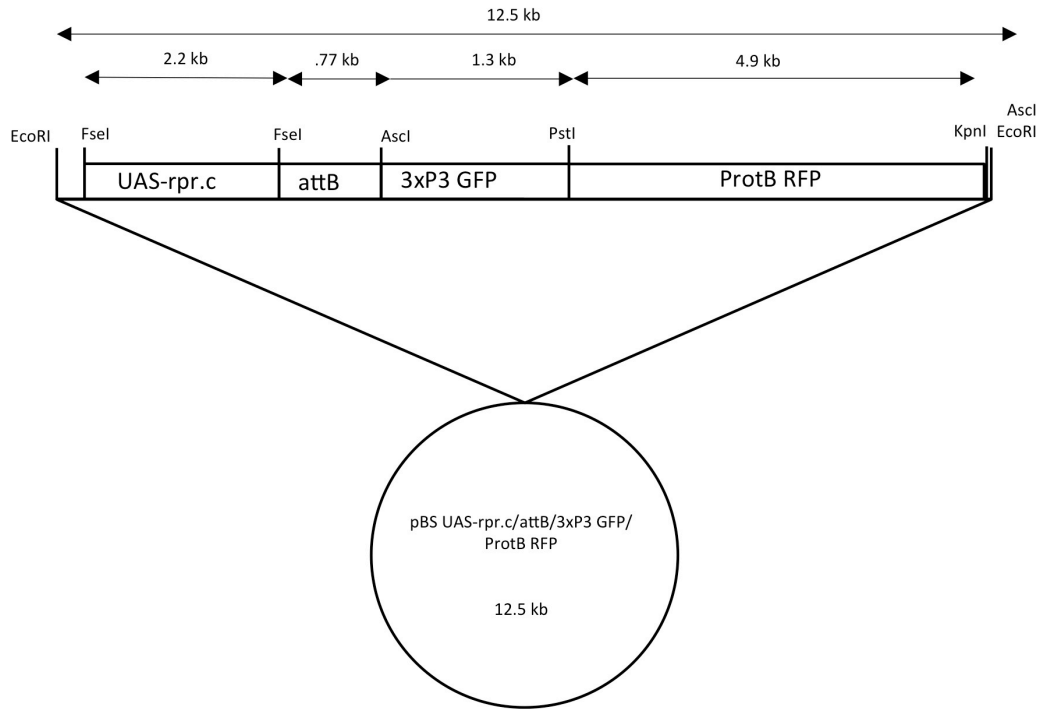 12.5 kb
2.2 kb
.77 kb
1.3 kb
4.9 kb
EcoRI
FseI
FseI
AscI
PstI
KpnI
AscI
EcoRI
UAS-rpr.c
attB
3xP3 GFP
ProtB RFP
pBS UAS-rpr.c/attB/3xP3 GFP/
ProtB RFP
12.5 kb